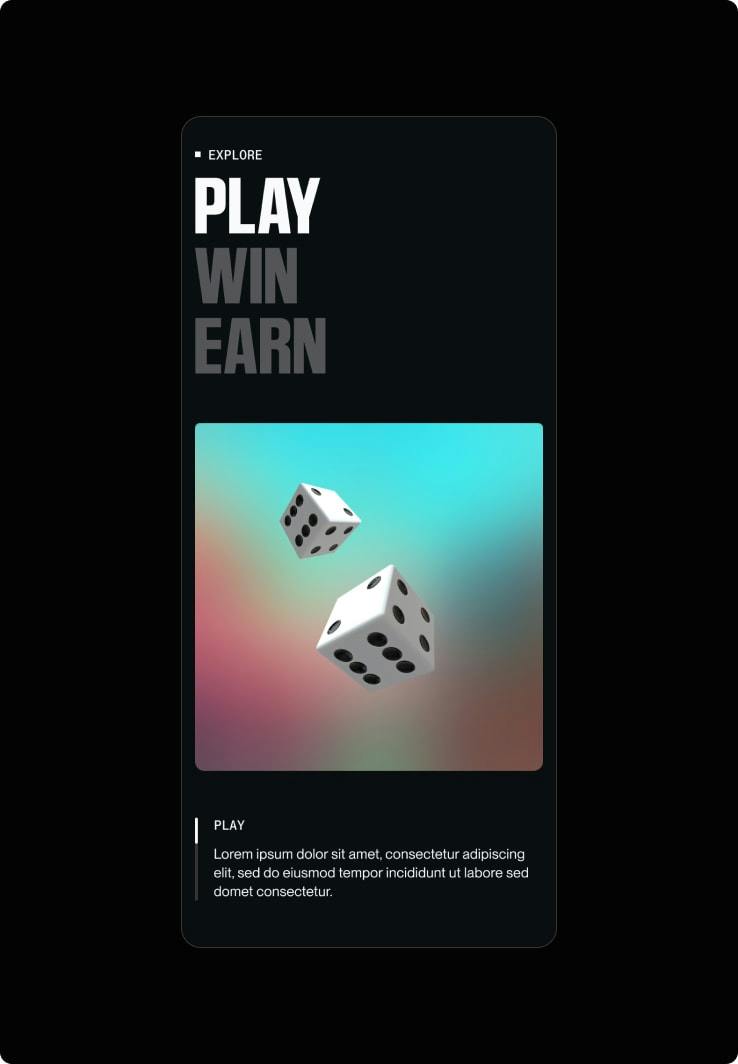 EXPLORE
PLAY
WIN
EARN
PLAY
Lorem ipsum dolor sit amet, consectetur adipiscing
elit, sed do eiusmod tempor incididunt ut labore sed
domet consectetur.